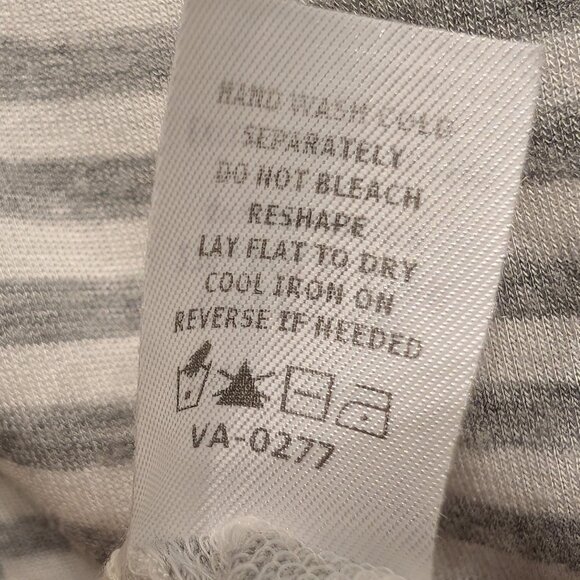 HAND WASH COLD
SEPARATELY
DO NOT BLEACH
RESHAPE
LAY FLAT TO DRY
COOL IRON ON
REVERSE IF NEEDED
VA-0277